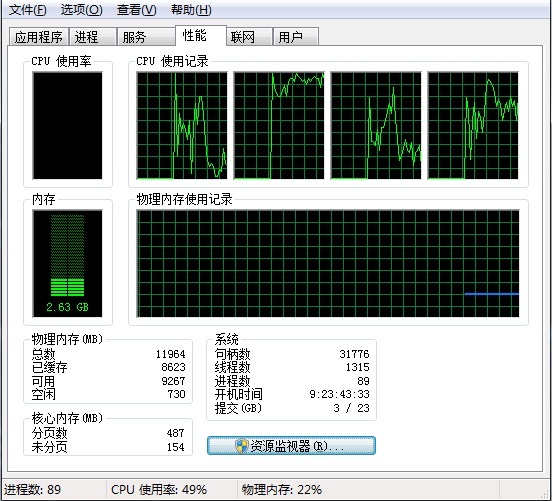 文件(F) 选项(O) 查看(V) 帮助(H)
应用程序 进程 服务 性能 联网 用户
CPU 使用率 CPU 使用记录
内存 物理内存使用记录
2.63 GB
物理内存(MB)
总数 11964
已缓存 8623
可用 9267
空闲 730
核心内存(MB)
分页数 487
未分页 154
系统
句柄数 31776
线程数 1315
进程数 89
开机时间 9:23:43:33
提交(GB) 3 / 23
资源监视器(R)...
进程数: 89 CPU 使用率: 49% 物理内存: 22%